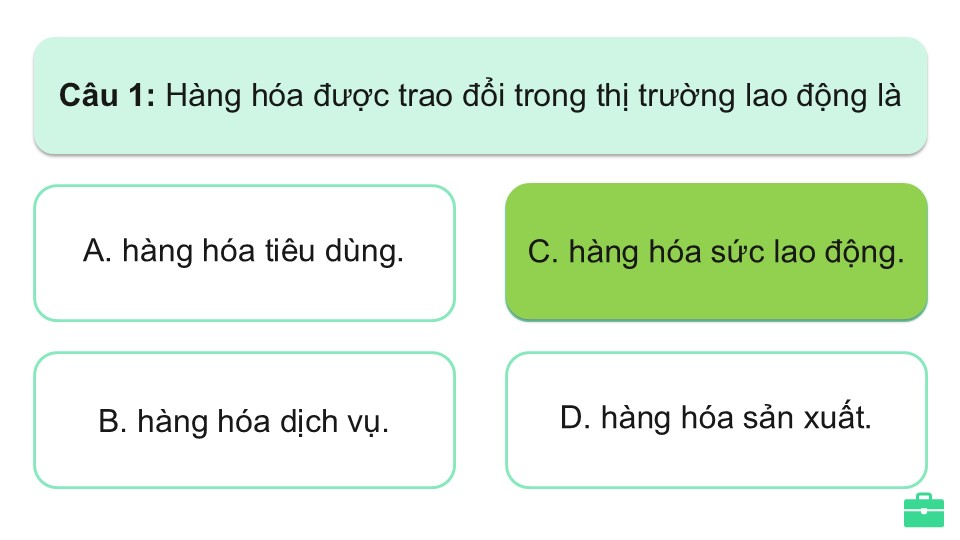 Câu 1: Hàng hóa được trao đổi trong thị trường lao động là
A. hàng hóa tiêu dùng.
C. hàng hóa sức lao động.
B. hàng hóa dịch vụ.
D. hàng hóa sản xuất.